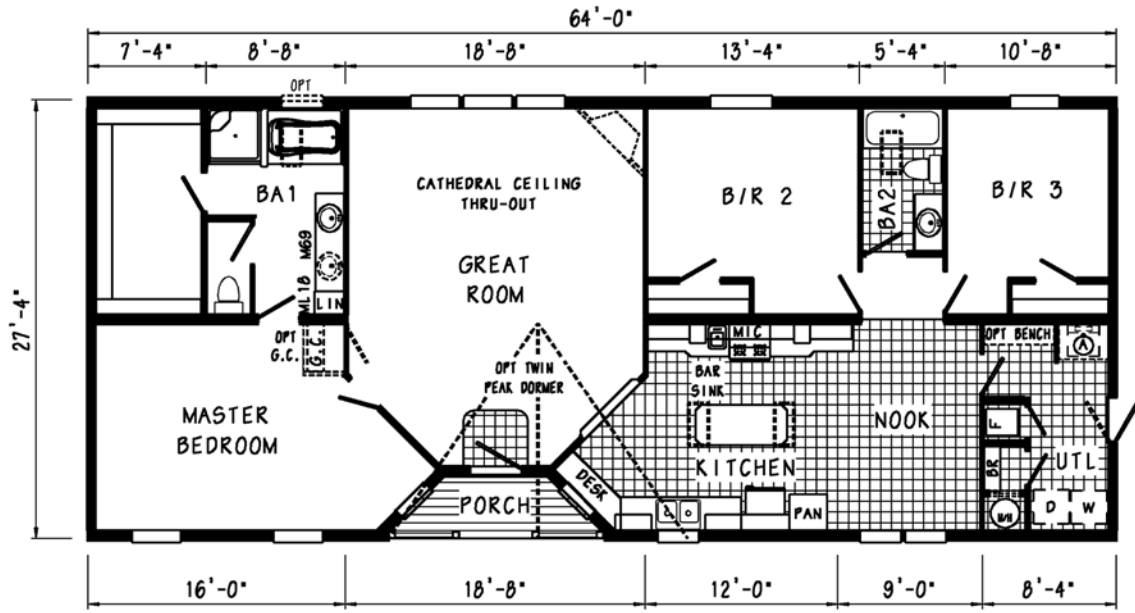 64'-0"
7'-4" 8'-8" 18'-8" 13'-4" 5'-4" 10'-8"
OPT
27'-4"
BA1
CATHEDRAL CEILING
THRU-OUT
B/R 2
BA2
B/R 3
M69
ML18
LIN
GREAT
ROOM
OPT
G.C.
G.C.
MIC
OPT BENCH
A
OPT TWIN
PEAK DORMER
BAR
SINK
MASTER
BEDROOM
NOOK
F
KITCHEN
BR
UTL
DESK
PORCH
PAN
W/H
D W
16'-0" 18'-8" 12'-0" 9'-0" 8'-4"